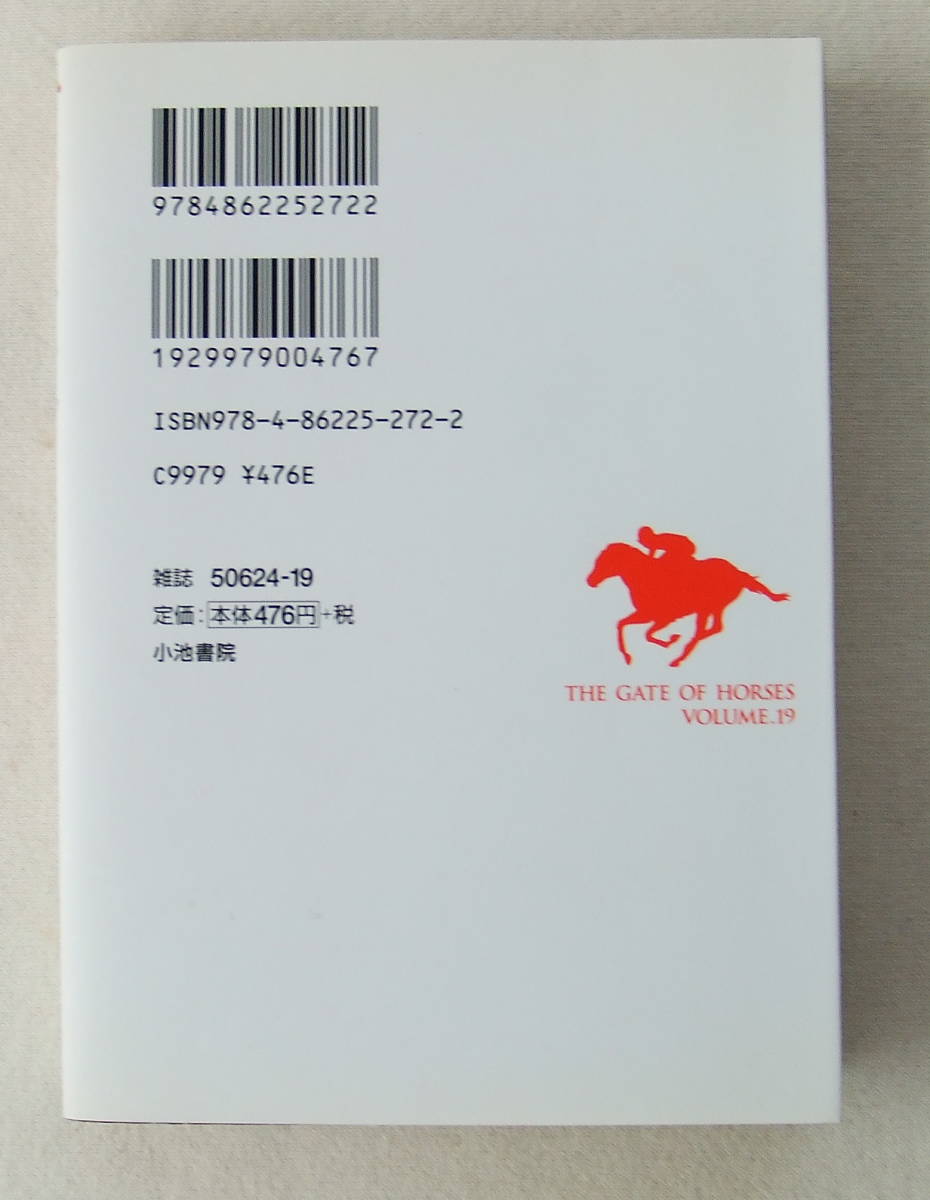 9784862252722
1929979004767
ISBN978-4-86225-272-2
C9979 ¥476E
雑誌 50624-19
定価:本体476円+税
小池書院
THE GATE OF HORSES
VOLUME.19